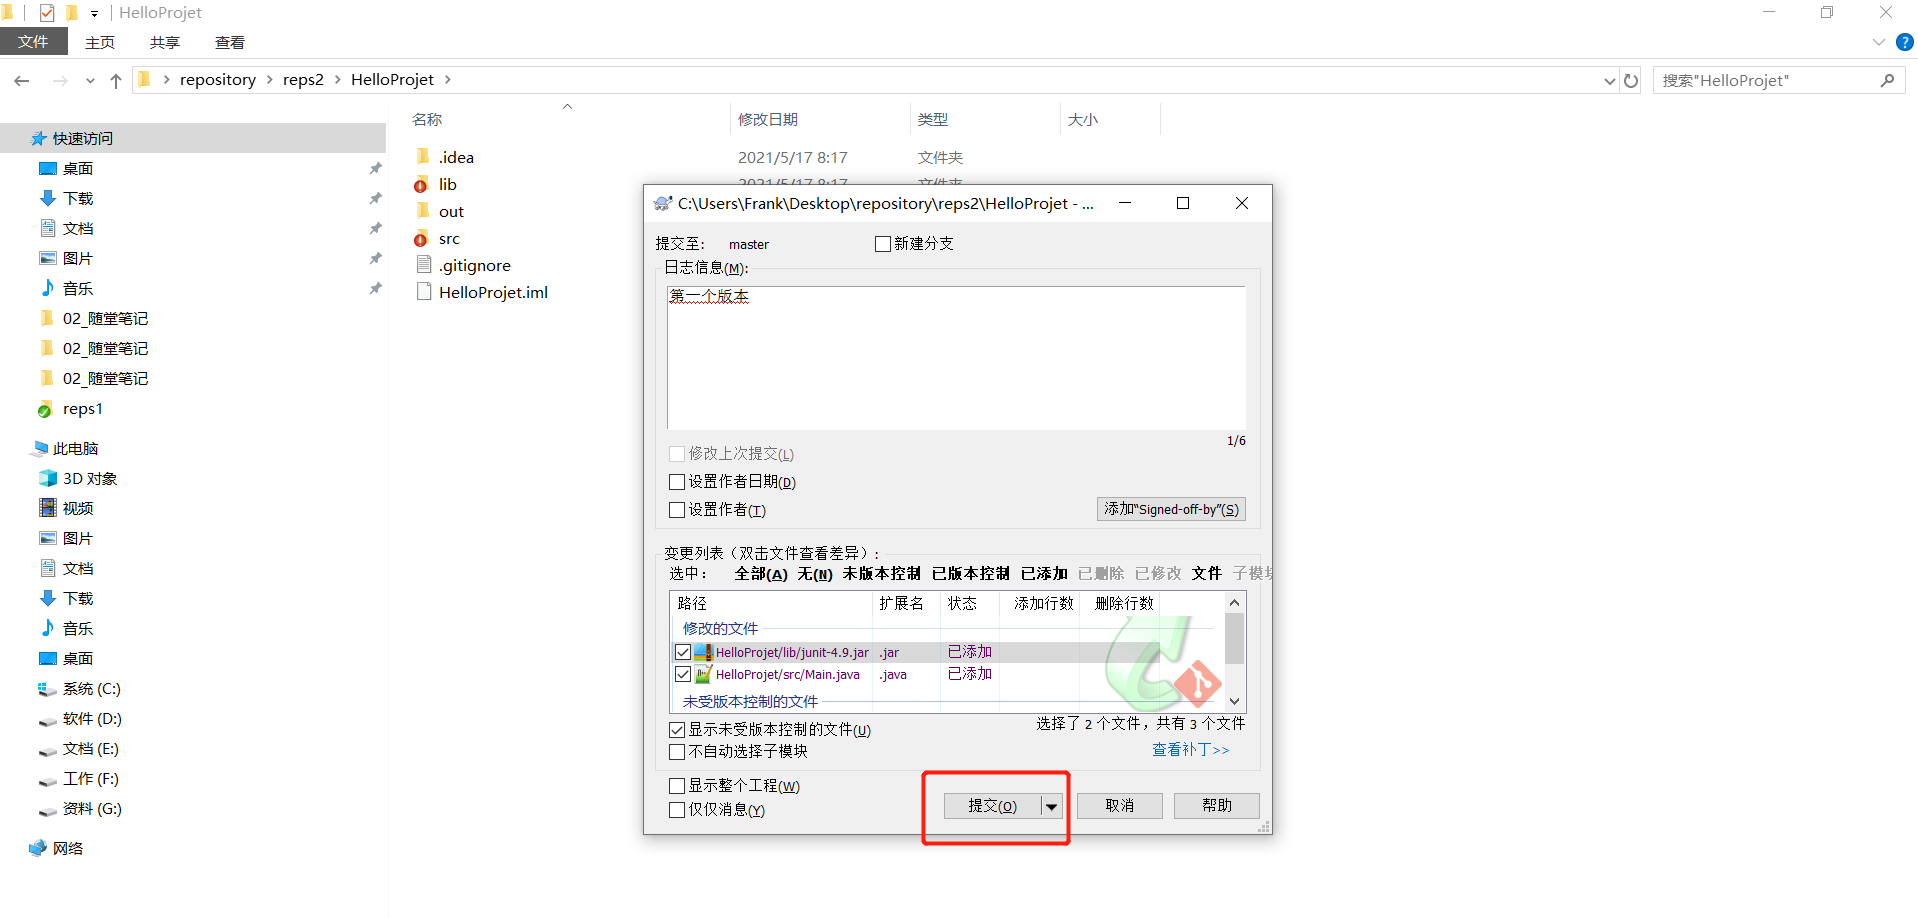 HelloProjet
文件 主页 共享 查看
repository reps2 HelloProjet
搜索"HelloProjet"
名称 修改日期 类型 大小
快速访问
桌面
下载
文档
图片
音乐
02_随堂笔记
02_随堂笔记
02_随堂笔记
reps1
此电脑
3D 对象
视频
图片
文档
下载
音乐
桌面
系统 (C:)
软件 (D:)
文档 (E:)
工作 (F:)
资料 (G:)
网络
.idea 2021/5/17 8:17 文件夹
lib 2021/5/17 8:17 文件夹
out
src
.gitignore
HelloProjet.iml
C:\Users\Frank\Desktop\repository\reps2\HelloProjet - ...
提交至: master 新建分支
日志信息(M):
第一个版本
1/6
修改上次提交(L)
设置作者日期(D)
设置作者(T) 添加“Signed-off-by”(S)
变更列表（双击文件查看差异）:
选中: 全部(A) 无(N) 未版本控制 已版本控制 已添加 已删除 已修改 文件 子模块
路径 扩展名 状态 添加行数 删除行数
修改的文件
HelloProjet/lib/junit-4.9.jar .jar 已添加
HelloProjet/src/Main.java .java 已添加
未受版本控制的文件
显示未受版本控制的文件(U) 选择了 2 个文件，共有 3 个文件
不自动选择子模块 查看补丁>>
显示整个工程(W)
仅仅消息(Y)
提交(O) 取消 帮助